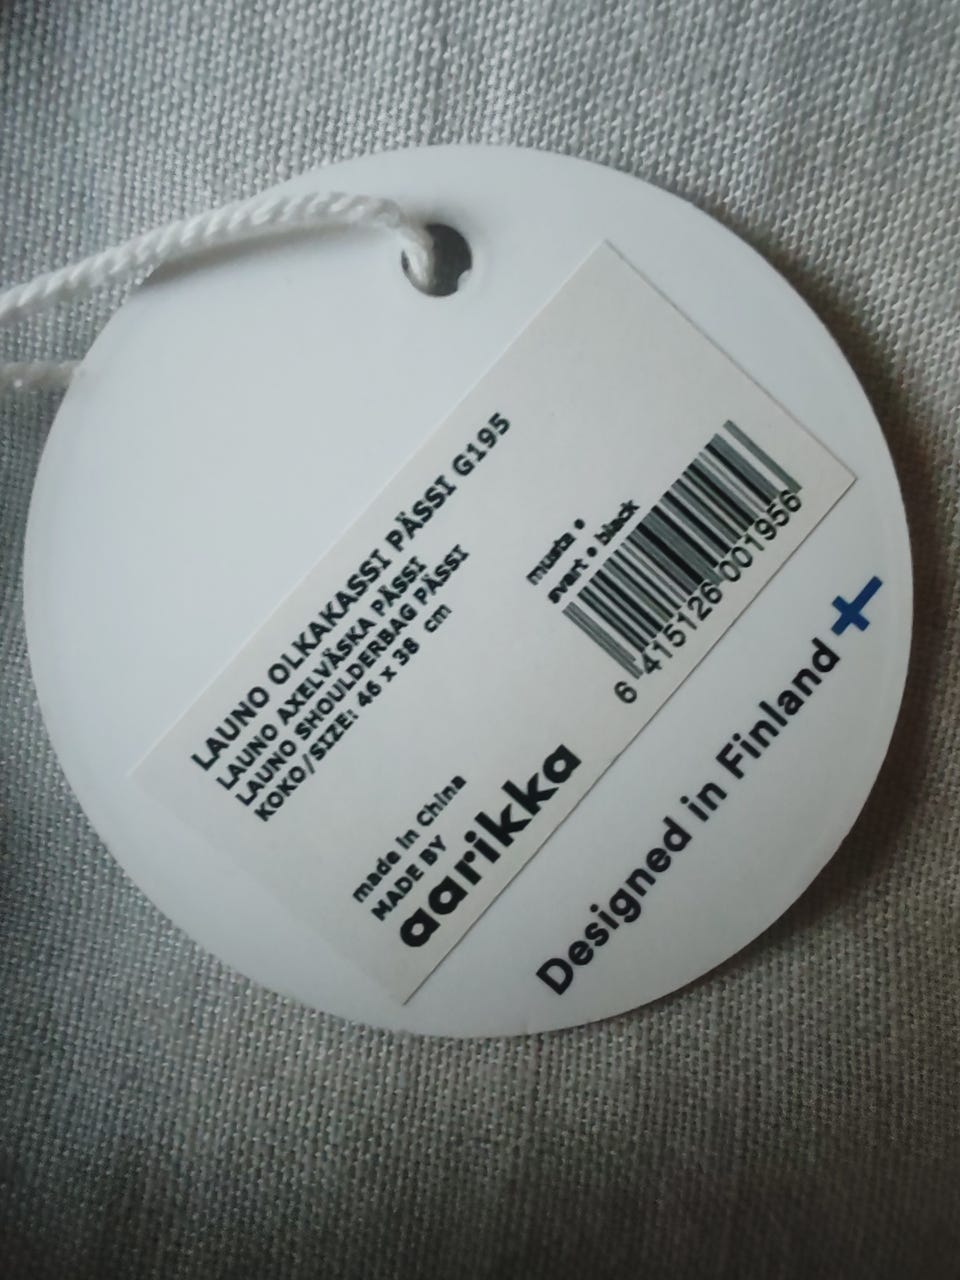 LAUNO OLKAKASSI PÄSSI G195
LAUNO AXELVÄSKA PÄSSI
LAUNO SHOULDERBAG PÄSSI
KOKO/SIZE: 46 x 38 cm
musta •
svart • black
6 415126 001956
made in China
MADE BY
aarikka
Designed in Finland